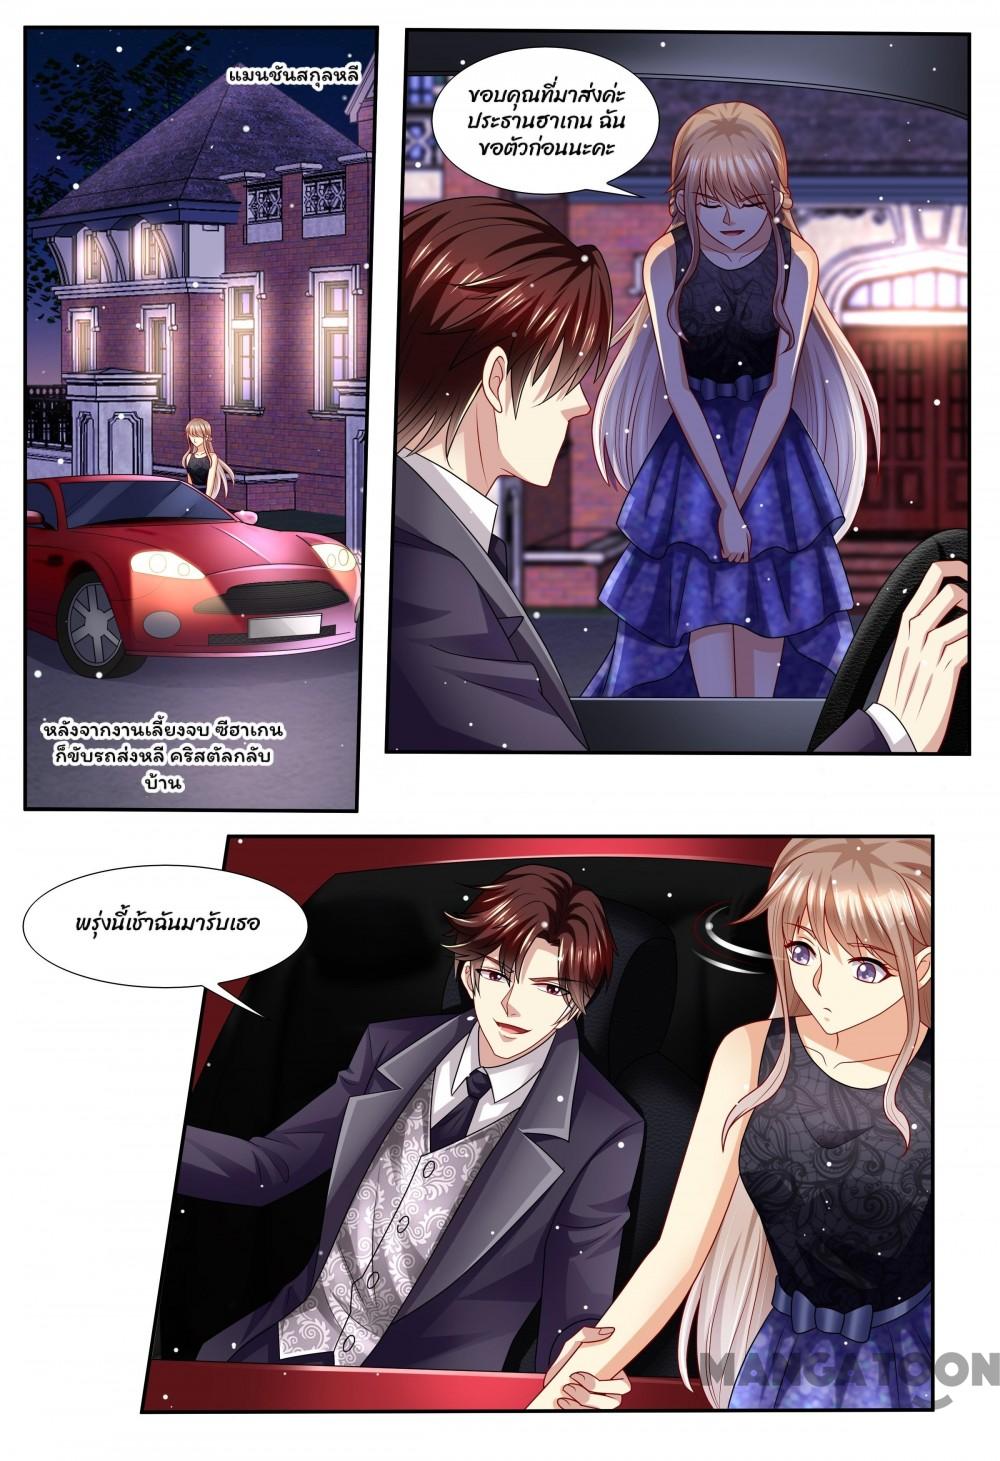 แมนชันสกุลหลี
หลังจากงานเลี้ยงจบ ซีฮาเกน
ก็ขับรถส่งหลี คริสตัลกลับ
บ้าน
ขอบคุณที่มาส่งค่ะ
ประธานฮาเกน ฉัน
ขอตัวก่อนนะคะ
พรุ่งนี้เช้าฉันมารับเธอ
MANGATOON